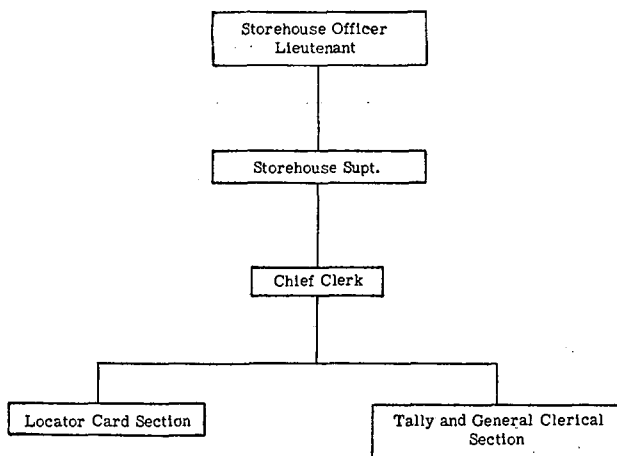 Storehouse Officer
Lieutenant
Storehouse Supt.
Chief Clerk
Locator Card Section
Tally and General Clerical
Section